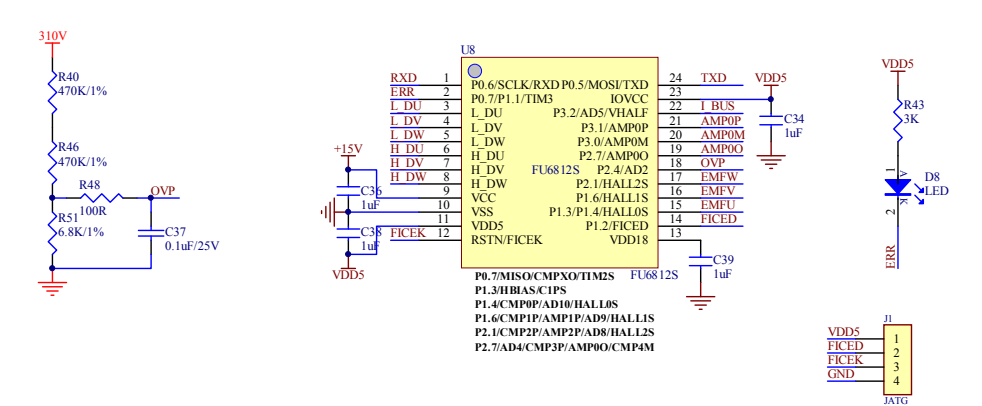 310V
R40
470K/1%
R46
470K/1%
R48
100R
OVP
R51
6.8K/1%
C37
0.1uF/25V
U8
RXD 1 P0.6/SCLK/RXD P0.5/MOSI/TXD 24 TXD
ERR 2 P0.7/P1.1/TIM3 IOVCC 23
L_DU 3 L_DU P3.2/AD5/VHALF 22 I_BUS
L_DV 4 L_DV P3.1/AMP0P 21 AMP0P
L_DW 5 L_DW P3.0/AMP0M 20 AMP0M
H_DU 6 H_DU P2.7/AMP0O 19 AMP0O
H_DV 7 H_DV FU6812S P2.4/AD2 18 OVP
H_DW 8 H_DW P2.1/HALL2S 17 EMFW
9 VCC P1.6/HALL1S 16 EMFV
10 VSS P1.3/P1.4/HALL0S 15 EMFU
11 VDD5 P1.2/FICED 14 FICED
FICEK 12 RSTN/FICEK VDD18 13
+15V
C36
1uF
C38
1uF
VDD5
FU6812S
P0.7/MISO/CMPXO/TIM2S
P1.3/HBIAS/C1PS
P1.4/CMP0P/AD10/HALL0S
P1.6/CMP1P/AMP1P/AD9/HALL1S
P2.1/CMP2P/AMP2P/AD8/HALL2S
P2.7/AD4/CMP3P/AMP0O/CMP4M
VDD5
C34
1uF
C39
1uF
VDD5
R43
3K
1
A
D8
LED
K
2
ERR
J1
VDD5 1
FICED 2
FICEK 3
GND 4
JATG